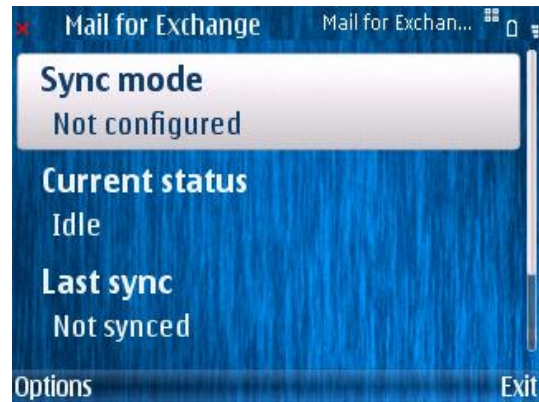 Mail for Exchange
Mail for Exchan...
Sync mode
Not configured
Current status
Idle
Last sync
Not synced
Options
Exit